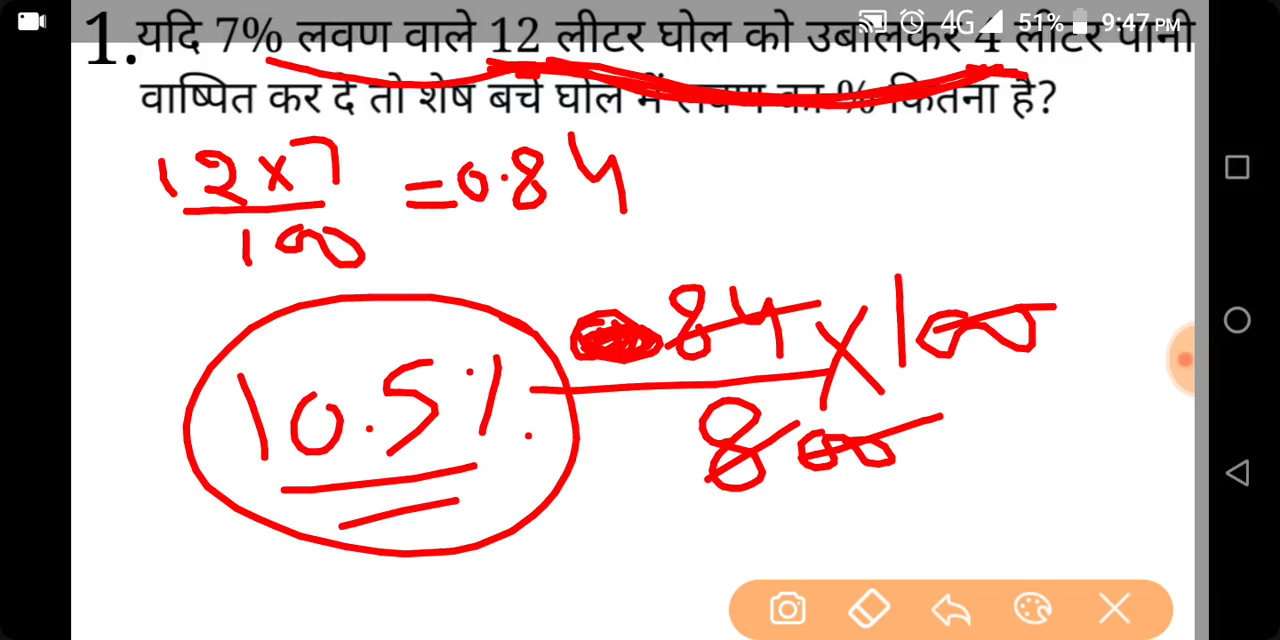 4G 51% 9:47 PM
1. यदि 7% लवण वाले 12 लीटर घोल को उबालकर 4 लीटर पानी
वाष्पित कर दे तो शेष बचे घोल में लवण का % कितना है?
12 x 7
100
= 0.84
84 x 100
800
10.5%